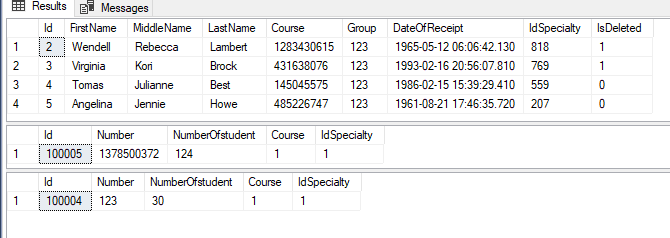 Results Messages
Id FirstName MiddleName LastName Course Group DateOfReceipt IdSpecialty IsDeleted
1 2 Wendell Rebecca Lambert 1283430615 123 1965-05-12 06:06:42.130 818 1
2 3 Virginia Kori Brock 431638076 123 1993-02-16 20:56:07.810 769 1
3 4 Tomas Julianne Best 145045575 123 1986-02-15 15:39:29.410 559 0
4 5 Angelina Jennie Howe 485226747 123 1961-08-21 17:46:35.720 207 0
Id Number NumberOfstudent Course IdSpecialty
1 100005 1378500372 124 1 1
Id Number NumberOfstudent Course IdSpecialty
1 100004 123 30 1 1